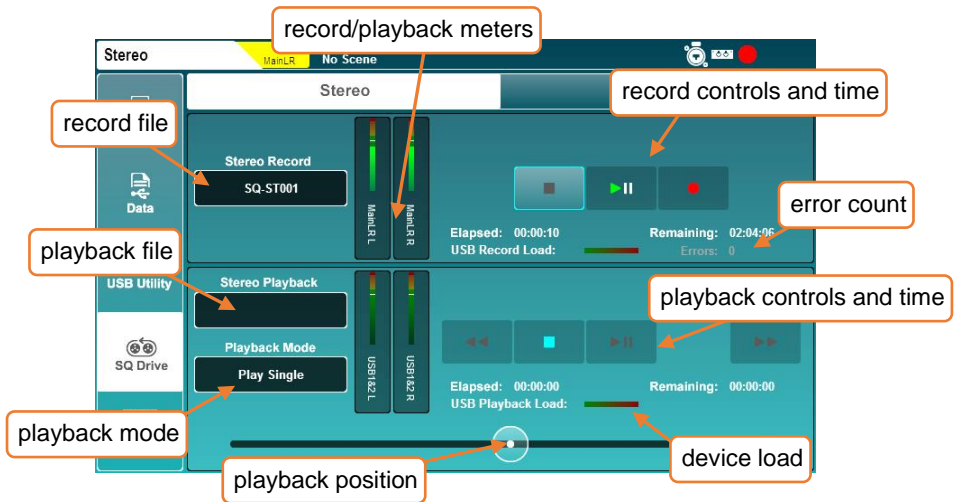 record/playback meters
Stereo
MainLR
No Scene
Stereo
record controls and time
record file
Stereo Record
SQ-ST001
MainLR L
MainLR R
Data
error count
Elapsed: 00:00:10
Remaining: 02:04:06
USB Record Load:
Errors: 0
playback file
USB Utility
Stereo Playback
playback controls and time
Playback Mode
Play Single
USB1&2 L
USB1&2 R
SQ Drive
Elapsed: 00:00:00
Remaining: 00:00:00
USB Playback Load:
playback mode
device load
playback position